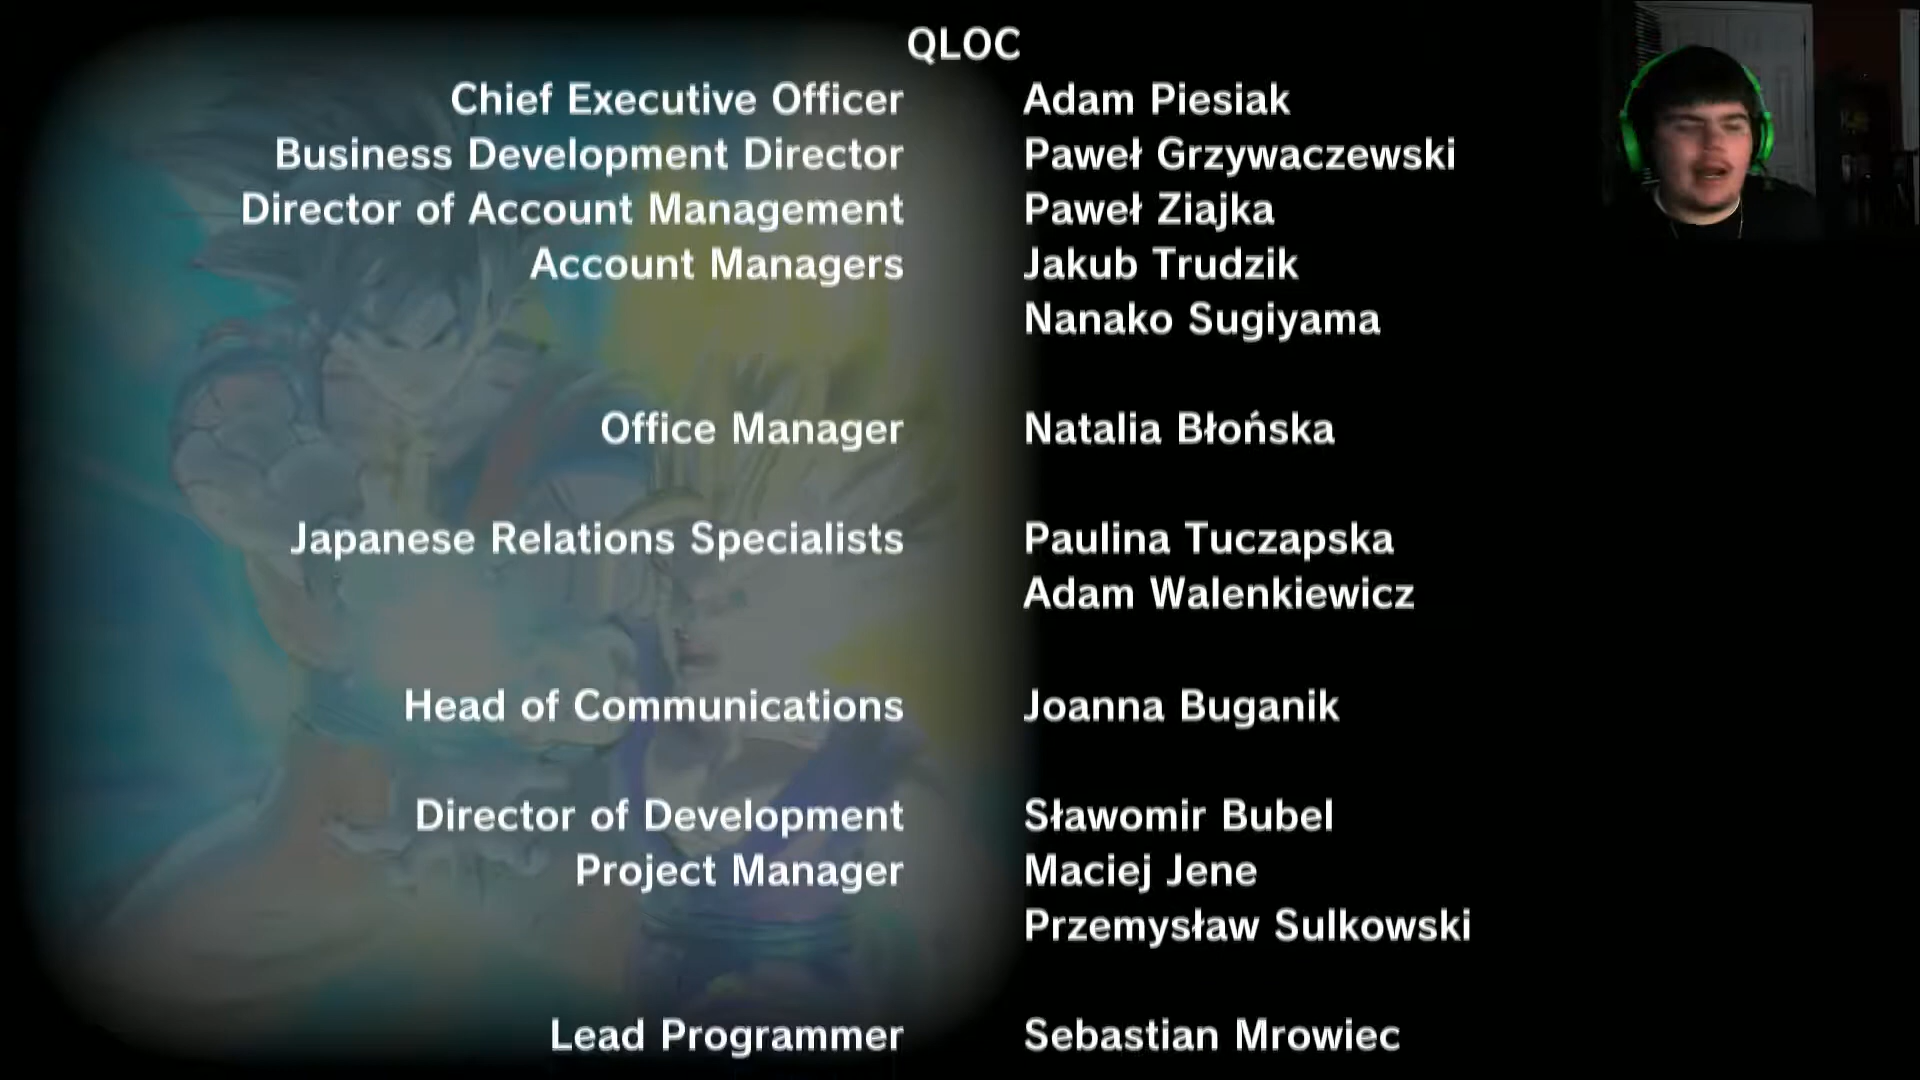 QLOC
Chief Executive Officer Adam Piesiak
Business Development Director Paweł Grzywaczewski
Director of Account Management Paweł Ziajka
Account Managers Jakub Trudzik
Nanako Sugiyama
Office Manager Natalia Błońska
Japanese Relations Specialists Paulina Tuczapska
Adam Walenkiewicz
Head of Communications Joanna Buganik
Director of Development Sławomir Bubel
Project Manager Maciej Jene
Przemysław Sulkowski
Lead Programmer Sebastian Mrowiec